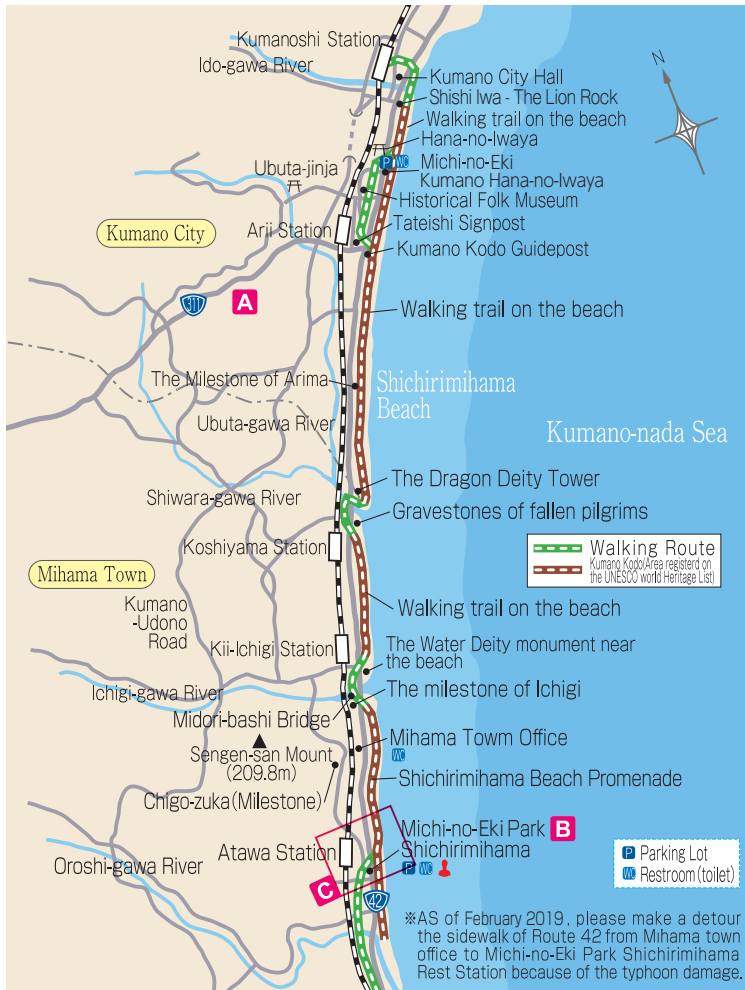 Kumanoshi Station
Ido-gawa River
N
Kumano City Hall
Shishi Iwa - The Lion Rock
Walking trail on the beach
Hana-no-Iwaya
P WC Michi-no-Eki
Kumano Hana-no-Iwaya
Ubuta-jinja
Historical Folk Museum
Tateishi Signpost
Arii Station
Kumano City
Kumano Kodo Guidepost
311
A
Walking trail on the beach
The Milestone of Arima
Shichirimihama
Beach
Ubuta-gawa River
Kumano-nada Sea
The Dragon Deity Tower
Shiwara-gawa River
Gravestones of fallen pilgrims
Koshiyama Station
Walking Route
Kumano Kodo(Area registerd on
the UNESCO world Heritage List)
Mihama Town
Kumano
-Udono
Road
Walking trail on the beach
Kii-Ichigi Station
The Water Deity monument near
the beach
Ichigi-gawa River
The milestone of Ichigi
Midori-bashi Bridge
Mihama Towm Office
WC
Sengen-san Mount
(209.8m)
Shichirimihama Beach Promenade
Chigo-zuka(Milestone)
Michi-no-Eki Park B
Shichirimihama
P WC
Atawa Station
Oroshi-gawa River
C
42
P Parking Lot
WC Restroom(toilet)
※AS of February 2019, please make a detour
the sidewalk of Route 42 from Mihama town
office to Michi-no-Eki Park Shichirimihama
Rest Station because of the typhoon damage.